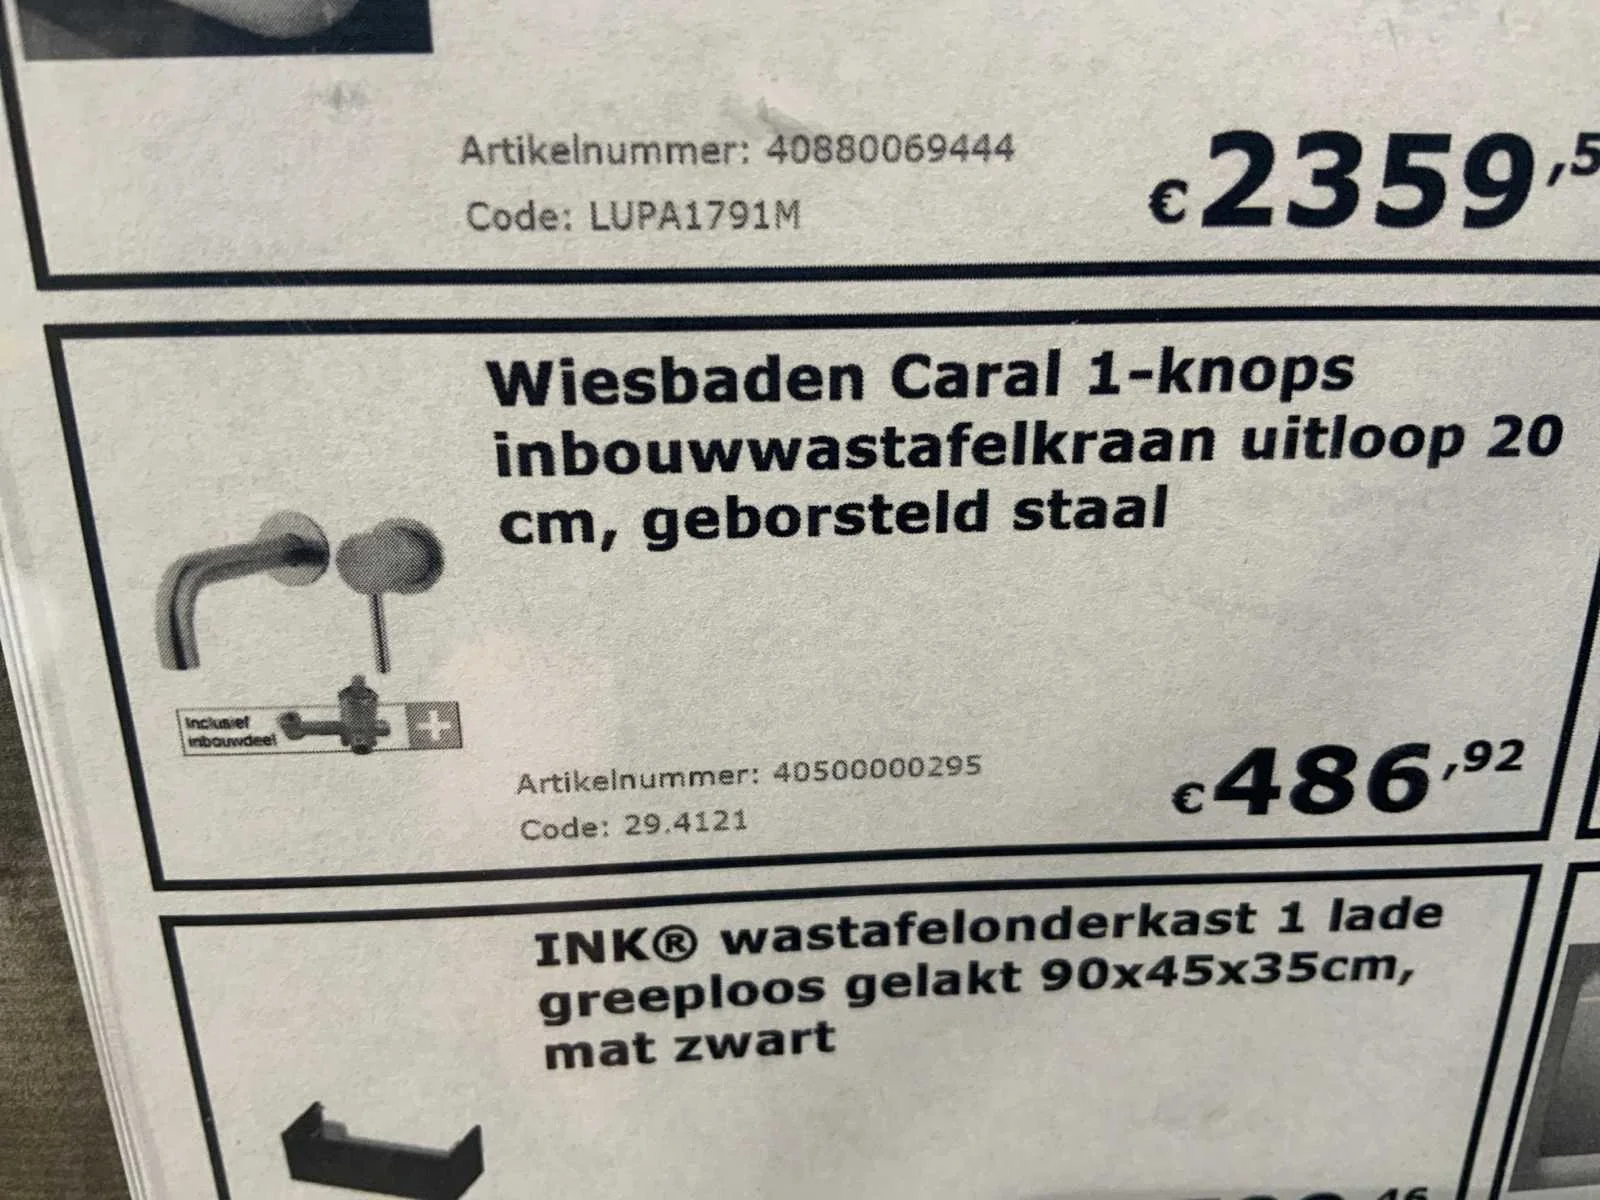 Artikelnummer: 40880069444
Code: LUPA1791M
€2359,5
Wiesbaden Caral 1-knops
inbouwwastafelkraan uitloop 20
cm, geborsteld staal
Inclusief
inbouwdeel
Artikelnummer: 40500000295
Code: 29.4121
€486,92
INK® wastafelonderkast 1 lade
greeploos gelakt 90x45x35cm,
mat zwart